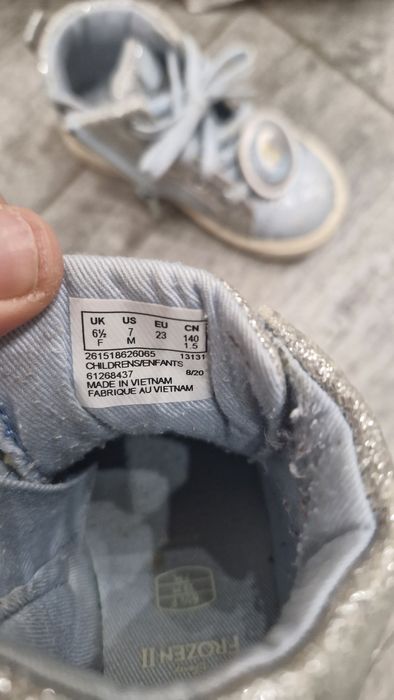 UK US EU CN
6½ 7 23 140
F M 1.5
261518626065 13131
CHILDRENS/ENFANTS
61268437 8/20
MADE IN VIETNAM
FABRIQUE AU VIETNAM
Disney
FROZEN II